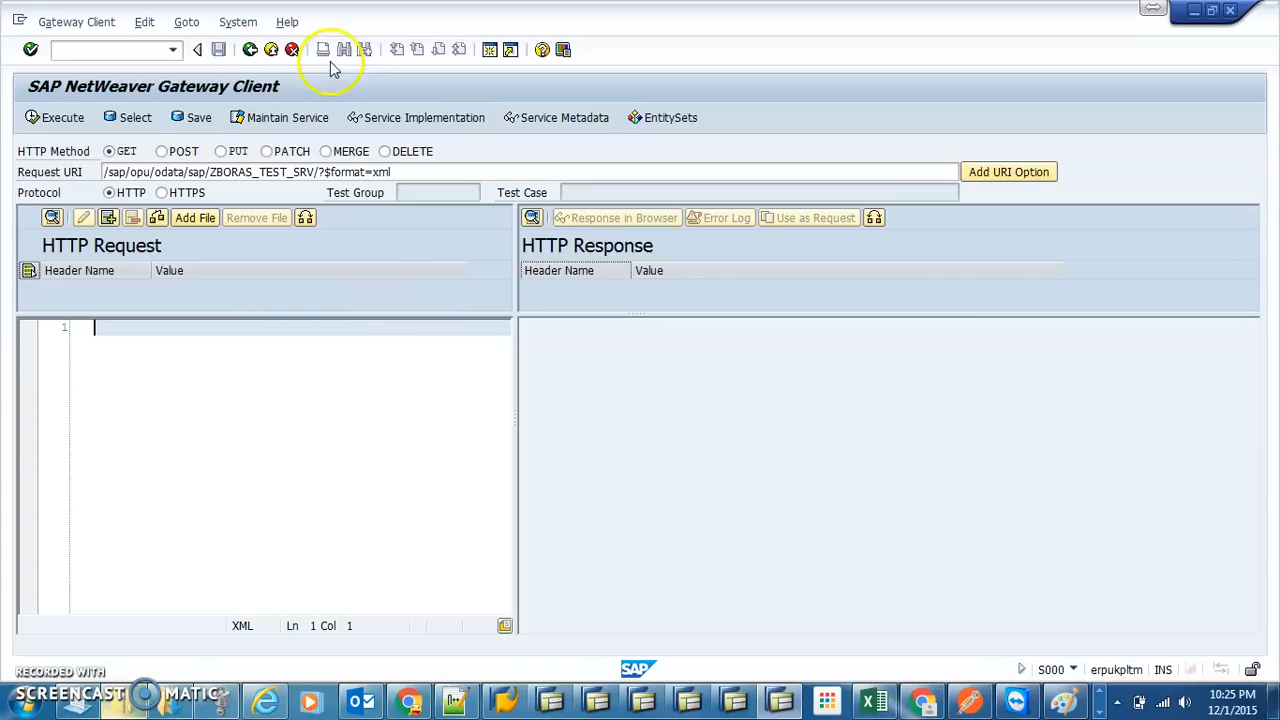 Gateway Client Edit Goto System Help
SAP NetWeaver Gateway Client
Execute Select Save Maintain Service Service Implementation Service Metadata EntitySets
HTTP Method GET POST PUT PATCH MERGE DELETE
Request URI /sap/opu/odata/sap/ZBORAS_TEST_SRV/?$format=xml Add URI Option
Protocol HTTP HTTPS Test Group Test Case
Add File Remove File Response in Browser Error Log Use as Request
HTTP Request HTTP Response
Header Name Value Header Name Value
1
XML Ln 1 Col 1
SAP S000 erpukpltm INS
RECORDED WITH
SCREENCAST MATIC
10:25 PM
12/1/2015